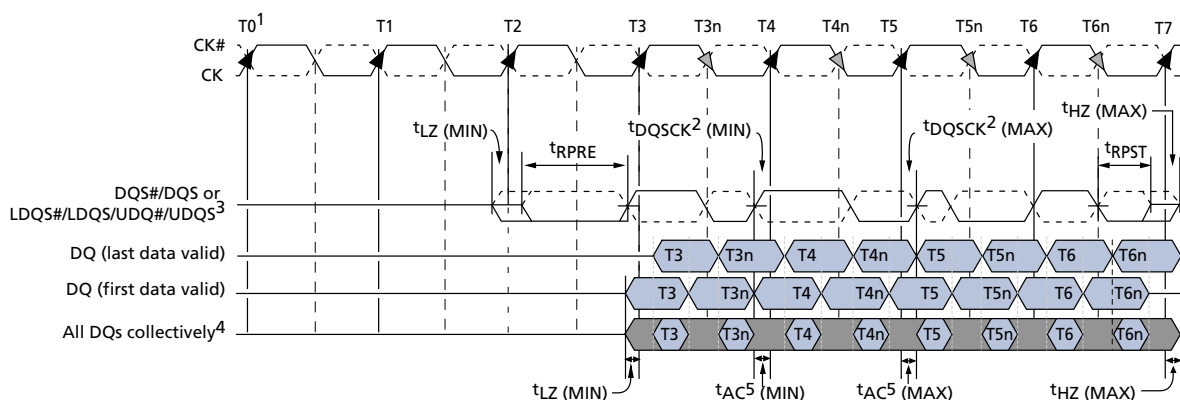 T0¹ T1 T2 T3 T3n T4 T4n T5 T5n T6 T6n T7
CK#
CK
tHZ (MAX)
tLZ (MIN) tDQSCK² (MIN) tDQSCK² (MAX)
tRPRE tRPST
DQS#/DQS or
LDQS#/LDQS/UDQ#/UDQS³
DQ (last data valid) T3 T3n T4 T4n T5 T5n T6 T6n
DQ (first data valid) T3 T3n T4 T4n T5 T5n T6 T6n
All DQs collectively⁴ T3 T3n T4 T4n T5 T5n T6 T6n
tLZ (MIN) tAC⁵ (MIN) tAC⁵ (MAX) tHZ (MAX)